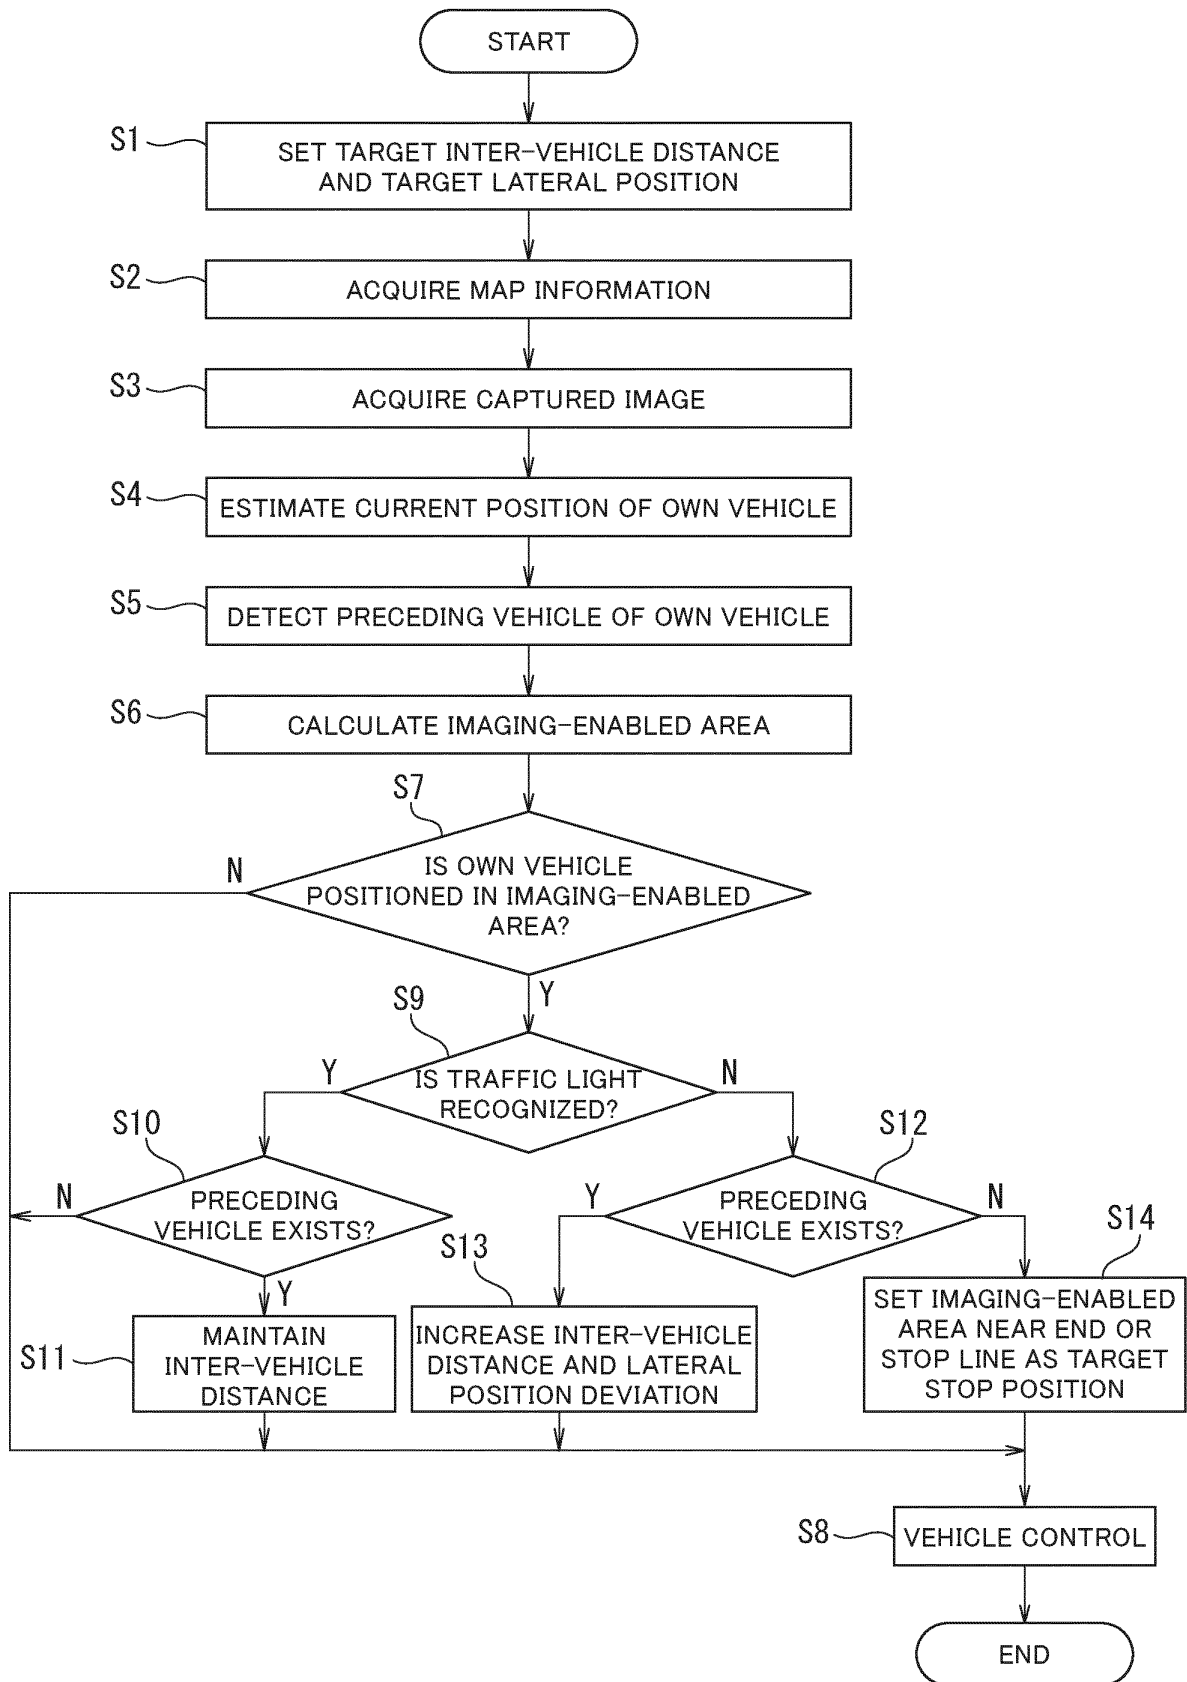 START
S1
SET TARGET INTER-VEHICLE DISTANCE
AND TARGET LATERAL POSITION
S2
ACQUIRE MAP INFORMATION
S3
ACQUIRE CAPTURED IMAGE
S4
ESTIMATE CURRENT POSITION OF OWN VEHICLE
S5
DETECT PRECEDING VEHICLE OF OWN VEHICLE
S6
CALCULATE IMAGING-ENABLED AREA
S7
IS OWN VEHICLE
POSITIONED IN IMAGING-ENABLED
AREA?
N
Y
S9
IS TRAFFIC LIGHT
RECOGNIZED?
Y
N
S10
PRECEDING
VEHICLE EXISTS?
N
Y
S12
PRECEDING
VEHICLE EXISTS?
Y
N
S11
MAINTAIN
INTER-VEHICLE
DISTANCE
S13
INCREASE INTER-VEHICLE
DISTANCE AND LATERAL
POSITION DEVIATION
S14
SET IMAGING-ENABLED
AREA NEAR END OR
STOP LINE AS TARGET
STOP POSITION
S8
VEHICLE CONTROL
END